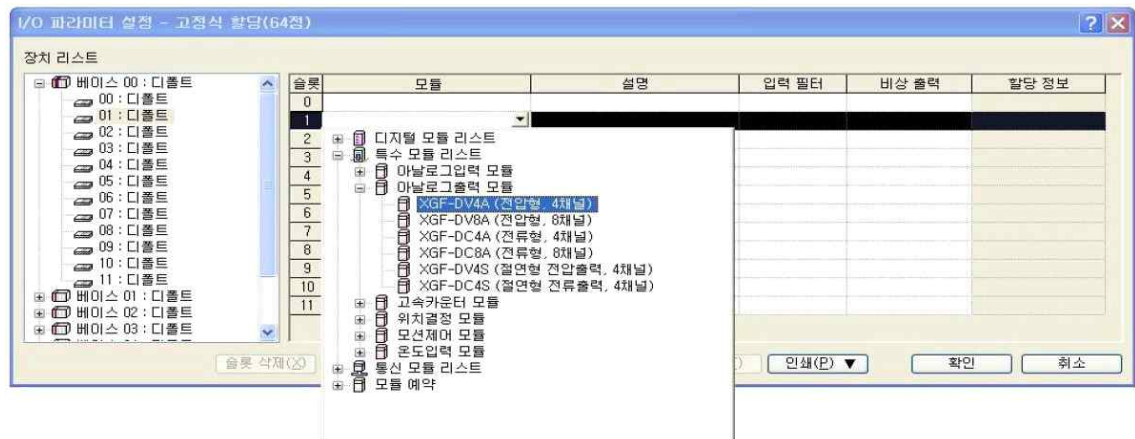 I/O 파라미터 설정 - 고정식 할당(64점)
장치 리스트
베이스 00 : 디폴트
00 : 디폴트
01 : 디폴트
02 : 디폴트
03 : 디폴트
04 : 디폴트
05 : 디폴트
06 : 디폴트
07 : 디폴트
08 : 디폴트
09 : 디폴트
10 : 디폴트
11 : 디폴트
베이스 01 : 디폴트
베이스 02 : 디폴트
베이스 03 : 디폴트
슬롯 모듈 설명 입력 필터 비상 출력 할당 정보
0
1
2
3
4
5
6
7
8
9
10
11
디지털 모듈 리스트
특수 모듈 리스트
아날로그입력 모듈
아날로그출력 모듈
XGF-DV4A (전압형, 4채널)
XGF-DV8A (전압형, 8채널)
XGF-DC4A (전류형, 4채널)
XGF-DC8A (전류형, 8채널)
XGF-DV4S (절연형 전압출력, 4채널)
XGF-DC4S (절연형 전류출력, 4채널)
고속카운터 모듈
위치결정 모듈
모션제어 모듈
온도입력 모듈
통신 모듈 리스트
모듈 예약
슬롯 삭제(X) 인쇄(P) ▼ 확인 취소